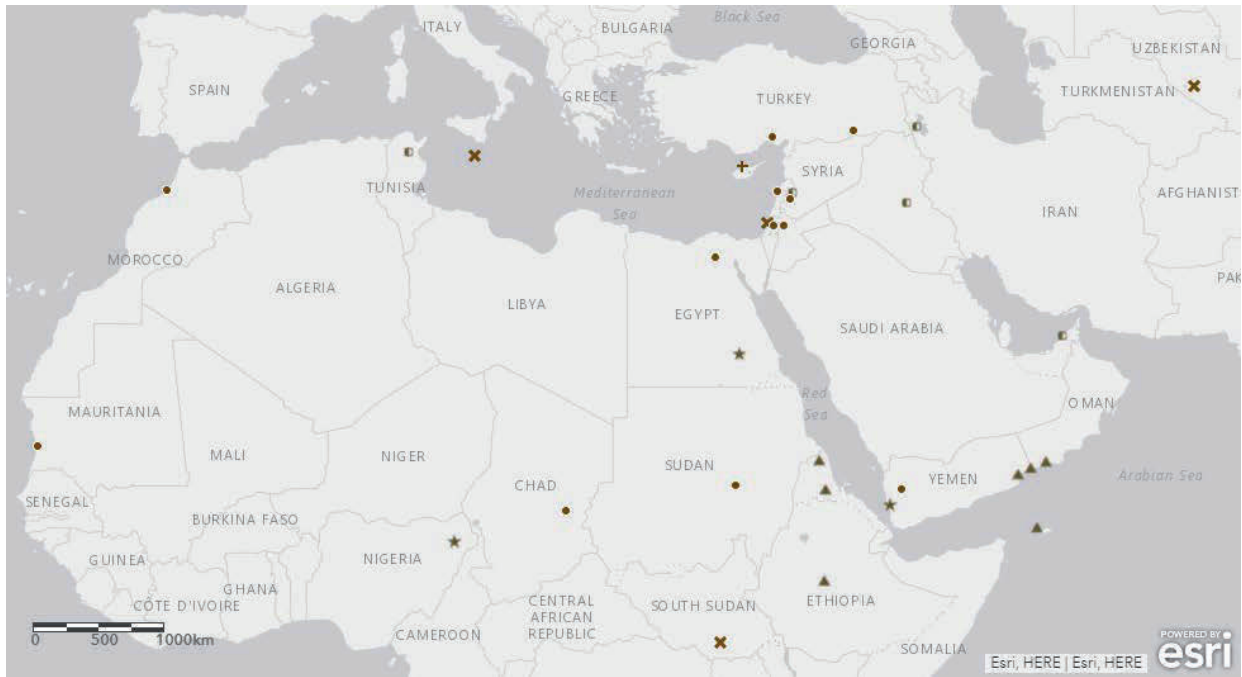 Black Sea
ITALY
BULGARIA
GEORGIA
UZBEKISTAN
SPAIN
GREECE
TURKEY
TURKMENISTAN
TUNISIA
Mediterranean
Sea
SYRIA
IRAN
AFGHANIST
MOROCCO
ALGERIA
LIBYA
EGYPT
SAUDI ARABIA
PAK
MAURITANIA
MALI
NIGER
CHAD
SUDAN
Red
Sea
OMAN
YEMEN
Arabian Sea
SENEGAL
BURKINA FASO
GUINEA
GHANA
NIGERIA
CÔTE D'IVOIRE
CAMEROON
CENTRAL
AFRICAN
REPUBLIC
SOUTH SUDAN
ETHIOPIA
SOMALIA
0 500 1000km
Esri, HERE | Esri, HERE
POWERED BY
esri